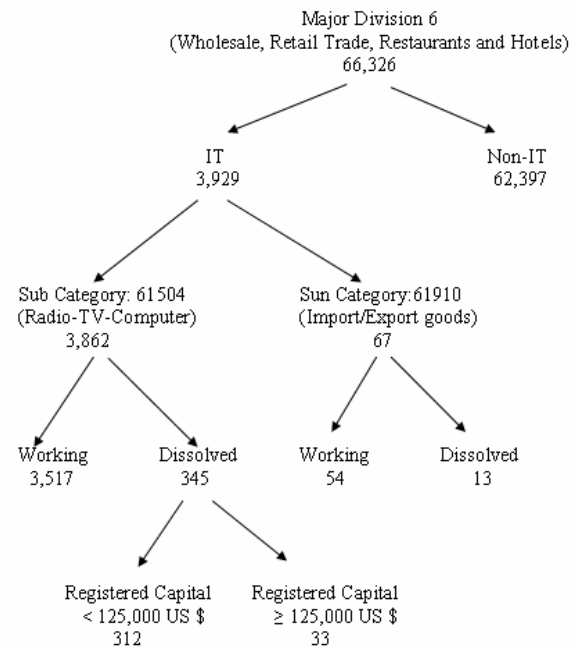 Major Division 6
(Wholesale, Retail Trade, Restaurants and Hotels)
66,326
IT
3,929
Non-IT
62,397
Sub Category: 61504
(Radio-TV-Computer)
3,862
Sun Category:61910
(Import/Export goods)
67
Working
3,517
Dissolved
345
Working
54
Dissolved
13
Registered Capital
< 125,000 US $
312
Registered Capital
≥ 125,000 US $
33